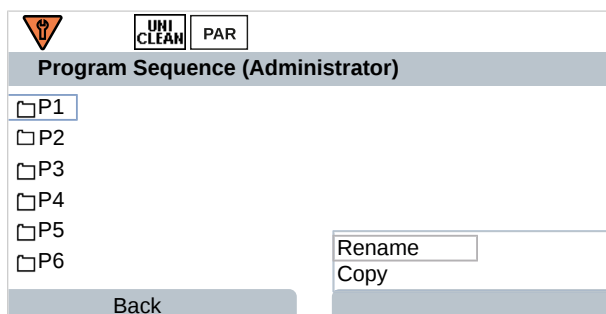 UNI
CLEAN PAR
Program Sequence (Administrator)
P1
P2
P3
P4
P5
P6
Rename
Copy
Back